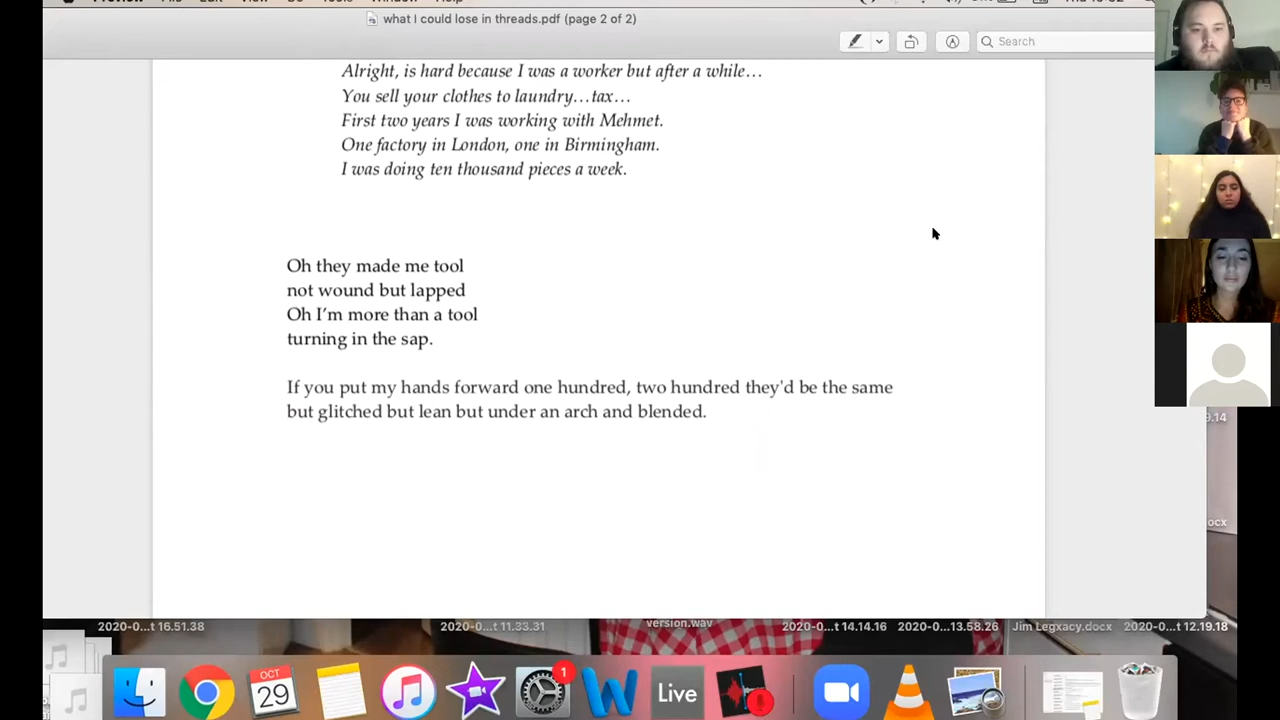 what I could lose in threads.pdf (page 2 of 2)
Search
Alright, is hard because I was a worker but after a while…
You sell your clothes to laundry…tax…
First two years I was working with Mehmet.
One factory in London, one in Birmingham.
I was doing ten thousand pieces a week.
Oh they made me tool
not wound but lapped
Oh I'm more than a tool
turning in the sap.
If you put my hands forward one hundred, two hundred they'd be the same
but glitched but lean but under an arch and blended.
9.14
ocx
2020-0...t 16.51.38
2020-0...t 11.33.31
version.wav
2020-0...t 14.14.16
2020-0...13.58.26
Jim Legxacy.docx
2020-0...t 12.19.18
OCT
29
1
Live